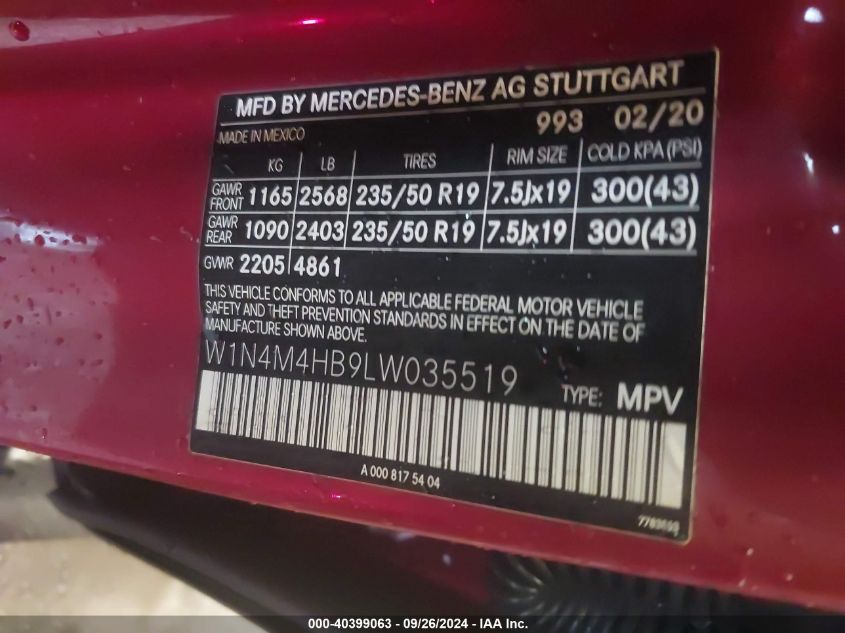 MFD BY MERCEDES-BENZ AG STUTTGART
MADE IN MEXICO 993 02/20
KG LB TIRES RIM SIZE COLD KPA (PSI)
GAWR FRONT 1165 2568 235/50 R19 7.5Jx19 300(43)
GAWR REAR 1090 2403 235/50 R19 7.5Jx19 300(43)
GVWR 2205 4861
THIS VEHICLE CONFORMS TO ALL APPLICABLE FEDERAL MOTOR VEHICLE
SAFETY AND THEFT PREVENTION STANDARDS IN EFFECT ON THE DATE OF
MANUFACTURE SHOWN ABOVE.
W1N4M4HB9LW035519
TYPE: MPV
A 000 817 54 04
000-40399063 - 09/26/2024 - IAA Inc.